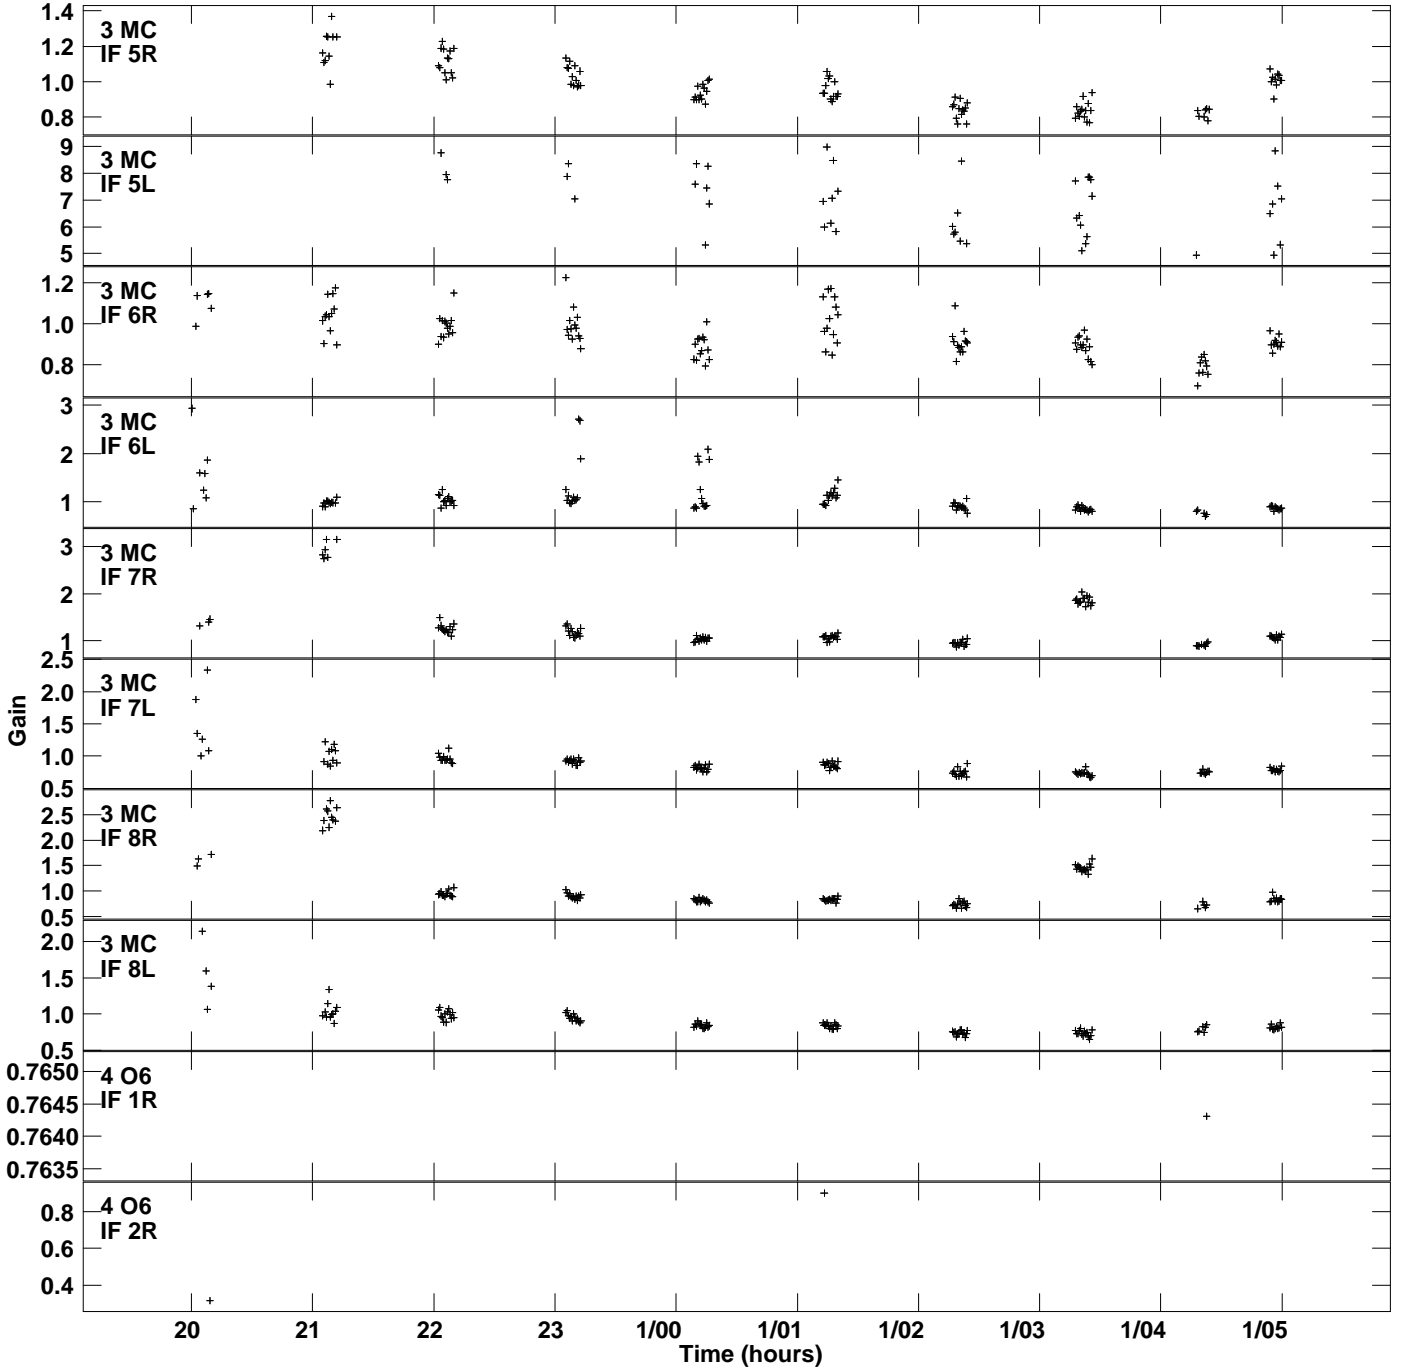 1.4
1.2
1.0
0.8
3 MC
IF 5R
9
8
7
6
5
3 MC
IF 5L
1.2
1.0
0.8
3 MC
IF 6R
3
2
1
3 MC
IF 6L
3
2
1
3 MC
IF 7R
2.5
2.0
1.5
1.0
0.5
3 MC
IF 7L
2.5
2.0
1.5
1.0
0.5
3 MC
IF 8R
2.0
1.5
1.0
0.5
3 MC
IF 8L
0.7650
0.7645
0.7640
0.7635
4 O6
IF 1R
0.8
0.6
0.4
4 O6
IF 2R
Gain
20 21 22 23 1/00 1/01 1/02 1/03 1/04 1/05
Time (hours)